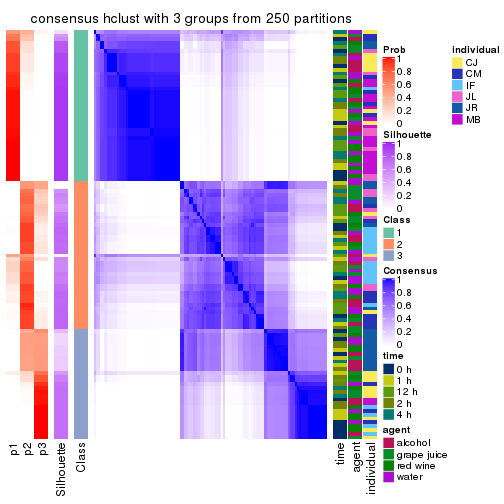 consensus hclust with 3 groups from 250 partitions
Prob
1
0.8
0.6
0.4
0.2
0
Silhouette
1
0.8
0.6
0.4
0.2
0
Class
1
2
3
Consensus
1
0.8
0.6
0.4
0.2
0
time
0 h
1 h
12 h
2 h
4 h
agent
alcohol
grape juice
red wine
water
individual
CJ
CM
IF
JL
JR
MB
p1
p2
p3
Silhouette
Class
time
agent
individual